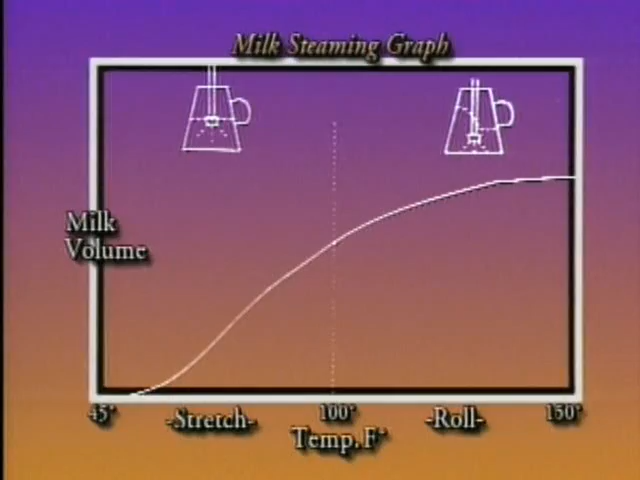 Milk Steaming Graph
Milk
Volume
45°
-Stretch-
100°
-Roll-
150°
Temp. F°